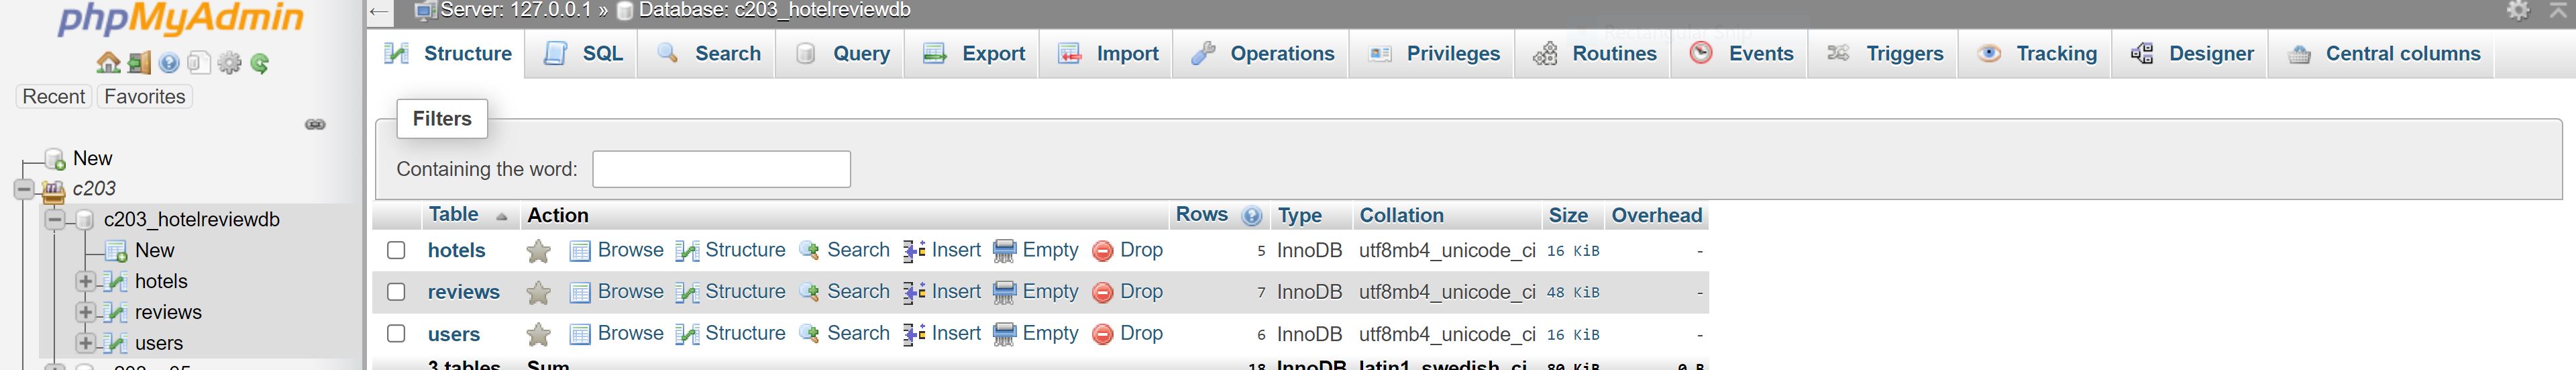 phpMyAdmin
Recent Favorites
New
c203
c203_hotelreviewdb
New
hotels
reviews
users
Server: 127.0.0.1 » Database: c203_hotelreviewdb
Structure SQL Search Query Export Import Operations Privileges Routines Events Triggers Tracking Designer Central columns
Filters
Containing the word:
Table Action Rows Type Collation Size Overhead
hotels Browse Structure Search Insert Empty Drop 5 InnoDB utf8mb4_unicode_ci 16 KiB -
reviews Browse Structure Search Insert Empty Drop 7 InnoDB utf8mb4_unicode_ci 48 KiB -
users Browse Structure Search Insert Empty Drop 6 InnoDB utf8mb4_unicode_ci 16 KiB -
3 tables Sum 18 InnoDB latin1_swedish_ci 80 KiB 0 B